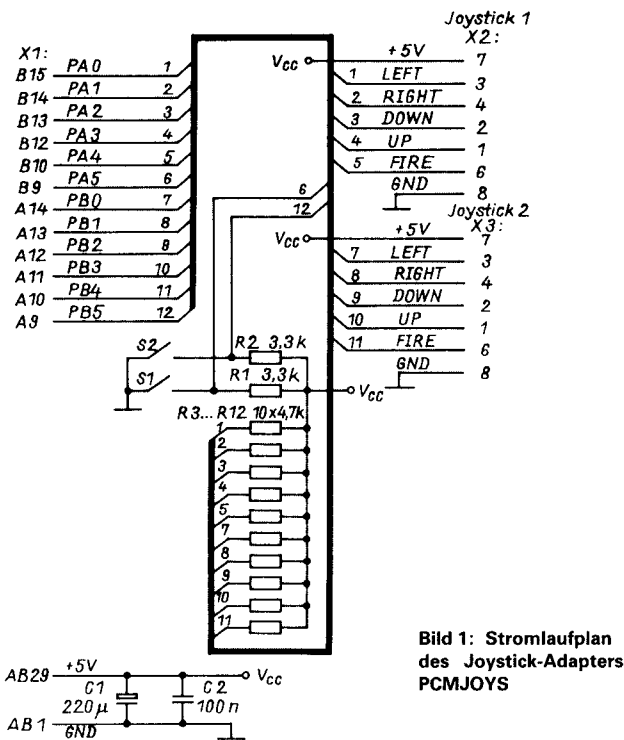 X1:
B15 PA0 1
B14 PA1 2
B13 PA2 3
B12 PA3 4
B10 PA4 5
B9 PA5 6
A14 PB0 7
A13 PB1 8
A12 PB2 9
A11 PB3 10
A10 PB4 11
A9 PB5 12
Joystick 1
X2:
Vcc +5V 7
1 LEFT 3
2 RIGHT 4
3 DOWN 2
4 UP 1
5 FIRE 6
GND 8
6
12
Joystick 2
X3:
Vcc +5V 7
7 LEFT 3
8 RIGHT 4
9 DOWN 2
10 UP 1
11 FIRE 6
GND 8
S2 R2 3,3k
S1 R1 3,3k
Vcc
R3... R12 10x4,7k
1
2
3
4
5
7
8
9
10
11
AB29 +5V Vcc
C1 C2
220µ 100n
AB1 GND
Bild 1: Stromlaufplan
des Joystick-Adapters
PCMJOYS